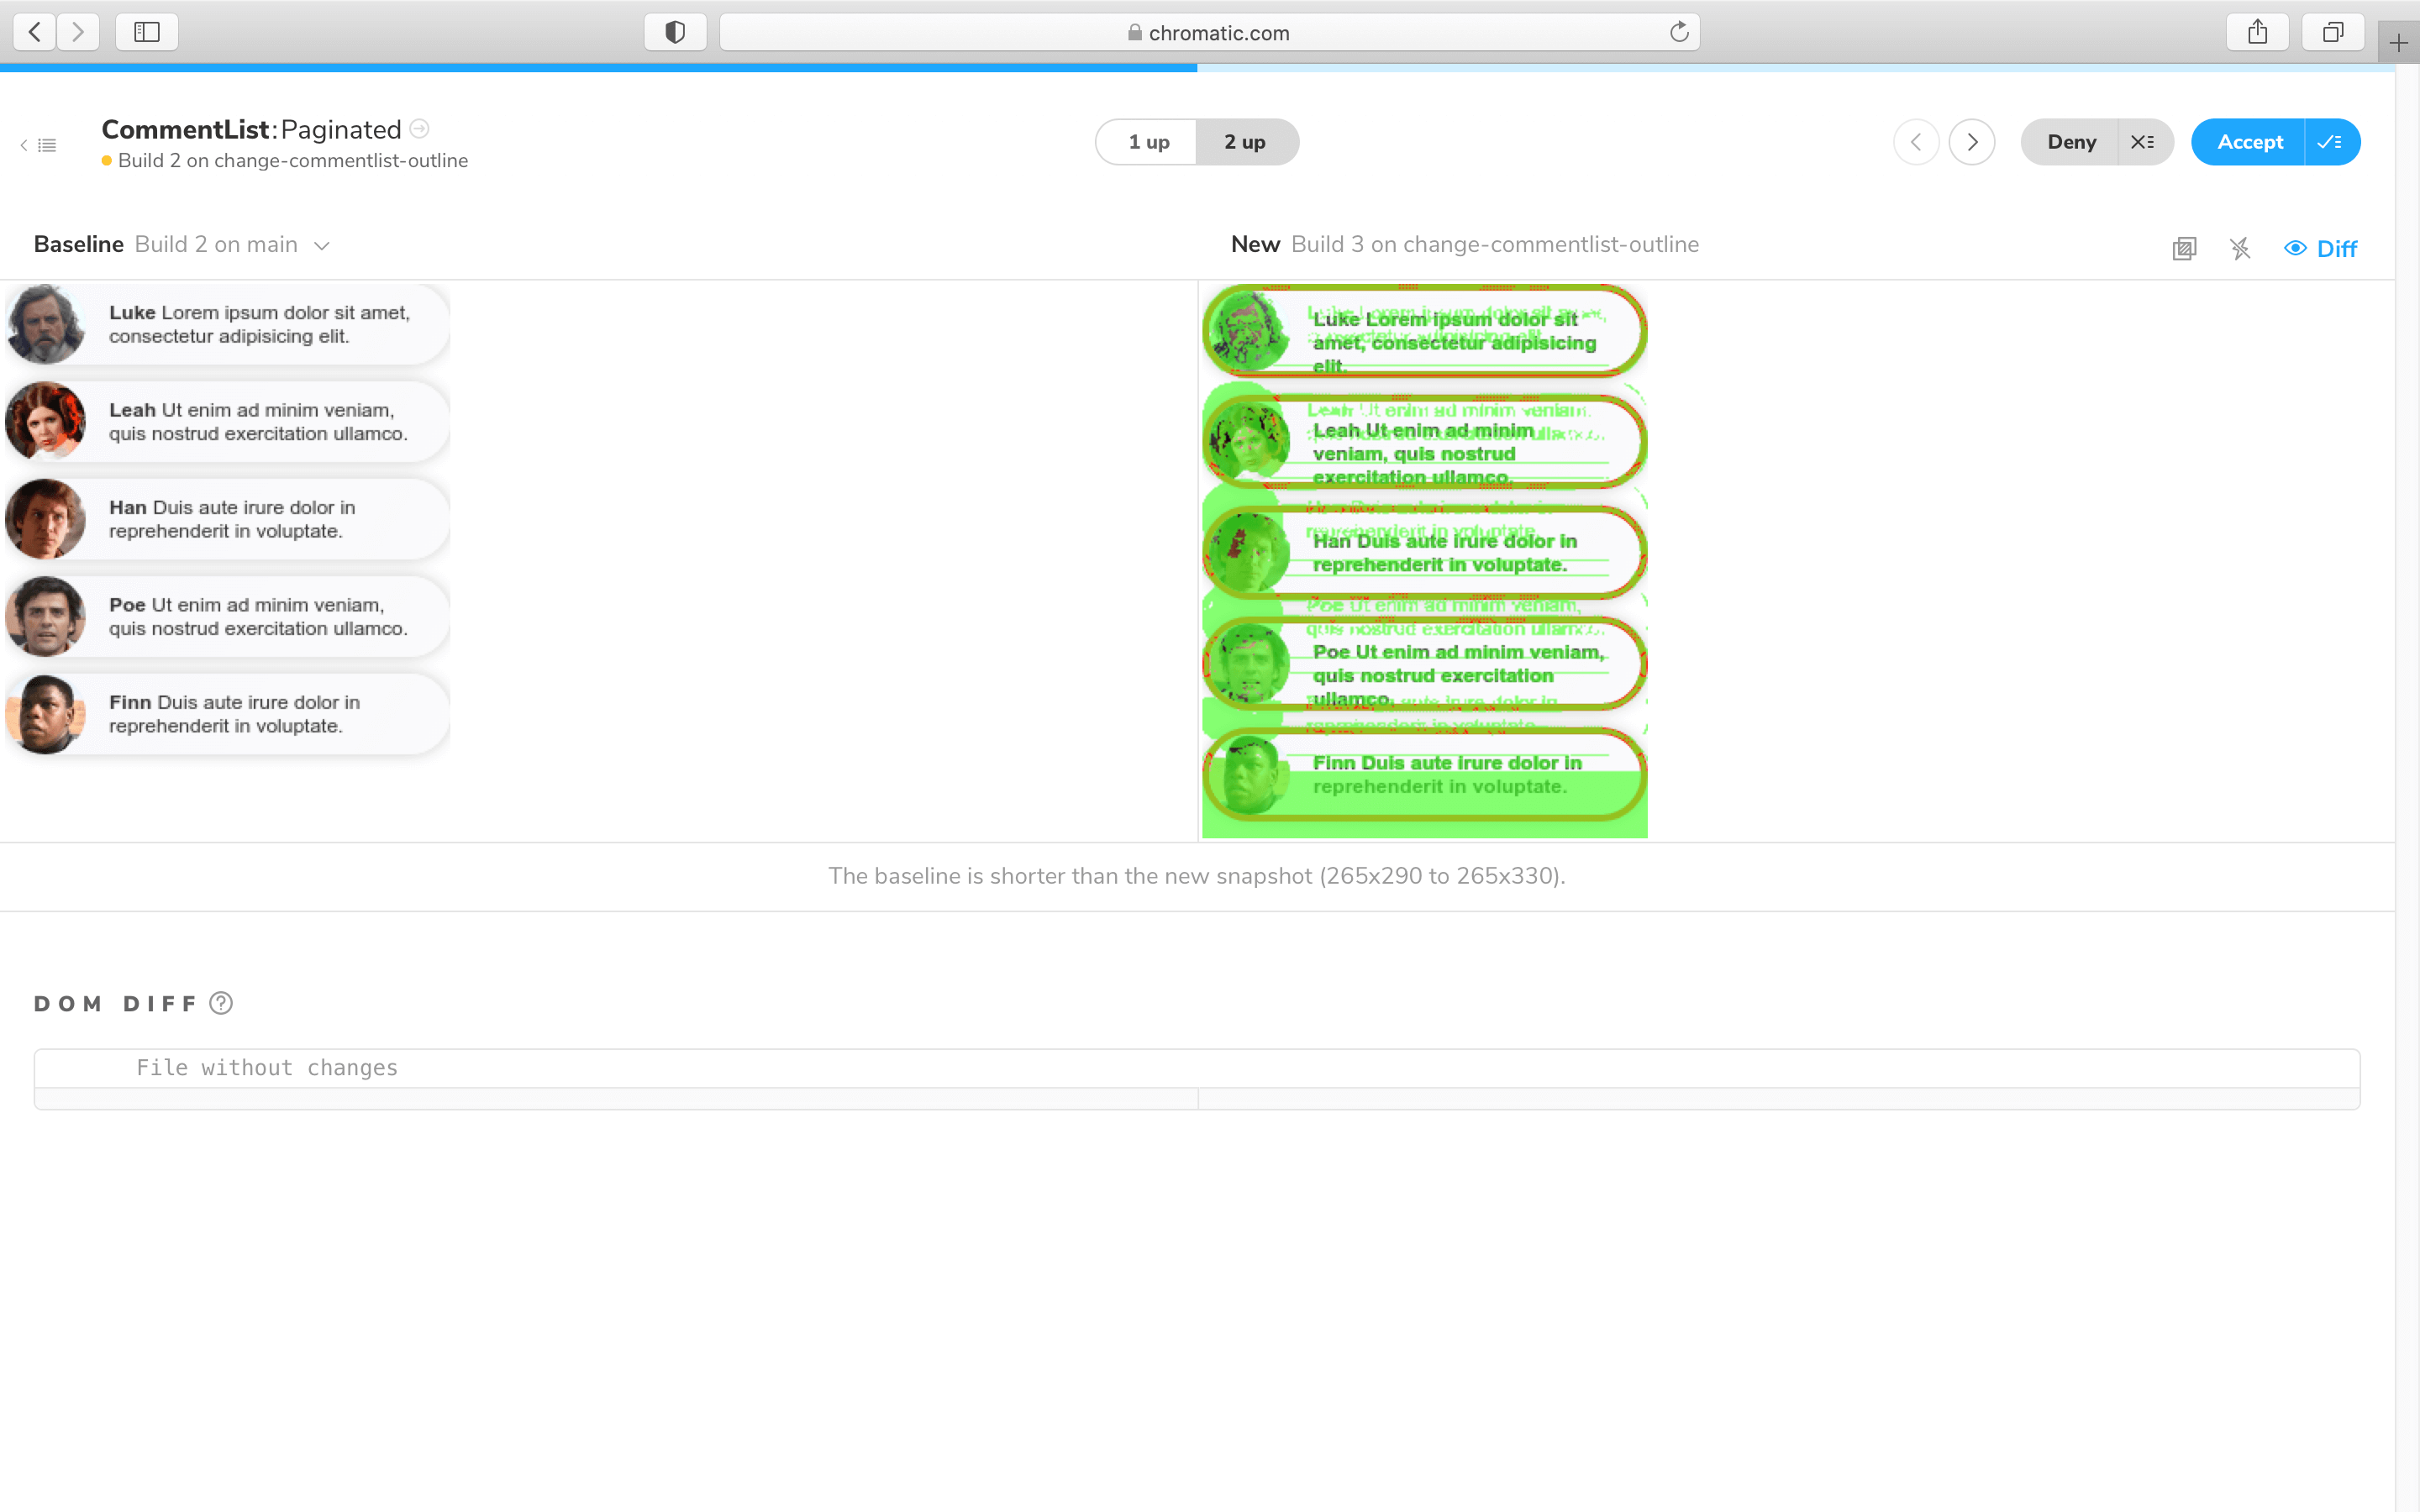 chromatic.com
CommentList: Paginated
Build 2 on change-commentlist-outline
1 up
2 up
Deny
Accept
Baseline Build 2 on main
New Build 3 on change-commentlist-outline
Diff
Luke Lorem ipsum dolor sit amet,
consectetur adipisicing elit.
Leah Ut enim ad minim veniam,
quis nostrud exercitation ullamco.
Han Duis aute irure dolor in
reprehenderit in voluptate.
Poe Ut enim ad minim veniam,
quis nostrud exercitation ullamco.
Finn Duis aute irure dolor in
reprehenderit in voluptate.
Luke Lorem ipsum dolor sit
amet, consectetur adipisicing
elit.
Leah Ut enim ad minim
veniam, quis nostrud
exercitation ullamco.
Han Duis aute irure dolor in
reprehenderit in voluptate.
Poe Ut enim ad minim veniam,
quis nostrud exercitation
ullamco.
Finn Duis aute irure dolor in
reprehenderit in voluptate.
The baseline is shorter than the new snapshot (265x290 to 265x330).
DOM DIFF ?
File without changes